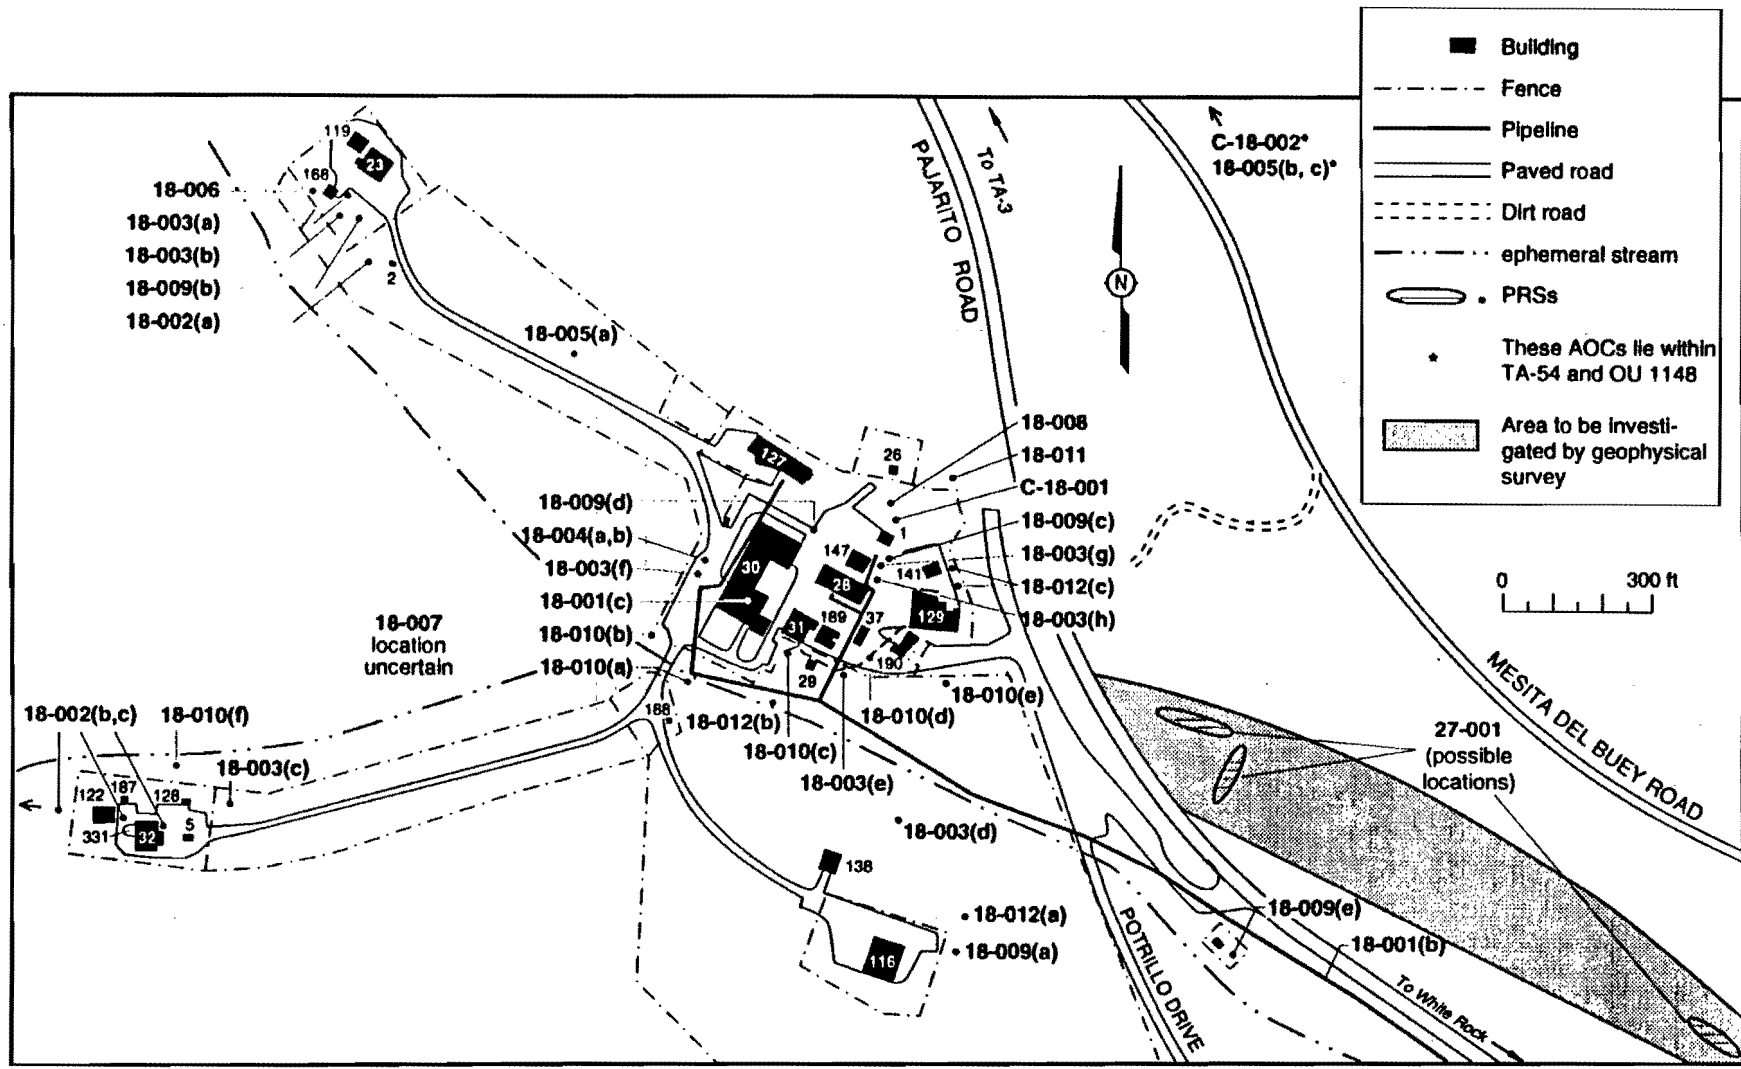 Building
Fence
Pipeline
Paved road
Dirt road
ephemeral stream
PRSs
These AOCs lie within
TA-54 and OU 1148
Area to be investi-
gated by geophysical
survey
C-18-002*
18-005(b, c)*
To TA-3
PAJARITO ROAD
N
119
23
168
18-006
18-003(a)
18-003(b)
18-009(b)
18-002(a)
2
18-005(a)
127
26
18-008
18-011
C-18-001
18-009(c)
18-003(g)
18-012(c)
18-003(h)
18-009(d)
18-004(a,b)
18-003(f)
18-001(c)
18-010(b)
18-010(a)
30
147
1
28
141
129
31
189
37
190
29
0 300 ft
18-007
location
uncertain
188
18-012(b)
18-010(c)
18-003(e)
18-010(d)
18-010(e)
18-002(b,c)
18-010(f)
18-003(c)
122
187
128
5
331
32
18-003(d)
138
18-012(a)
116
18-009(a)
27-001
(possible
locations)
MESITA DEL BUEY ROAD
18-009(e)
18-001(b)
POTRILLO DRIVE
To White Rock